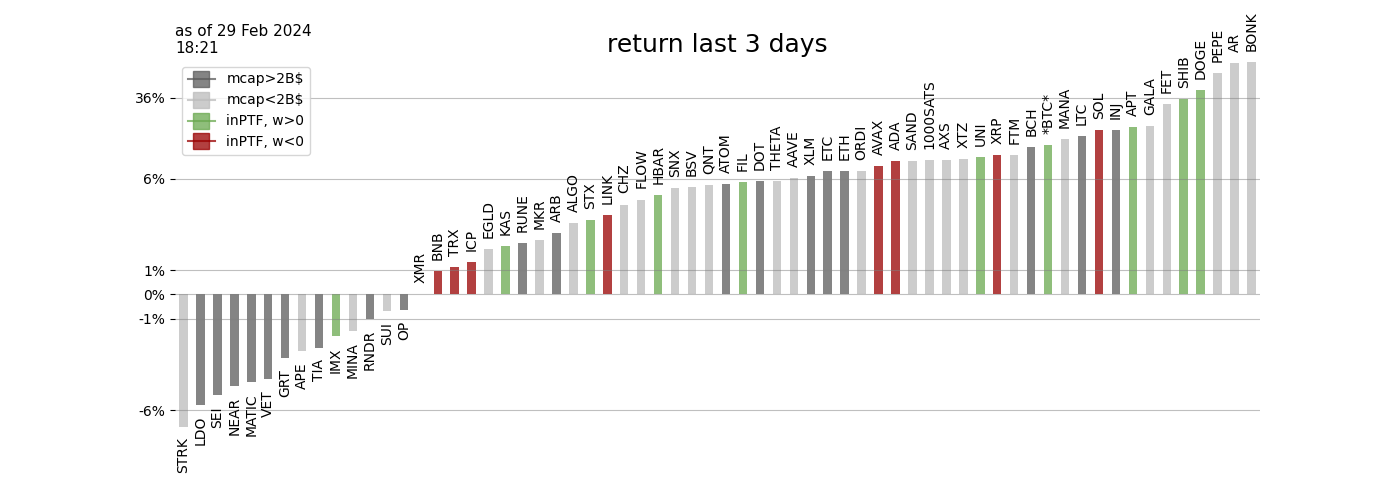 as of 29 Feb 2024
18:21
return last 3 days
mcap>2B$
mcap<2B$
inPTF, w>0
inPTF, w<0
36%
6%
1%
0%
-1%
-6%
STRK
LDO
SEI
NEAR
MATIC
VET
GRT
APE
TIA
IMX
MINA
RNDR
SUI
OP
XMR
BNB
TRX
ICP
EGLD
KAS
RUNE
MKR
ARB
ALGO
STX
LINK
CHZ
FLOW
HBAR
SNX
BSV
QNT
ATOM
FIL
DOT
THETA
AAVE
XLM
ETC
ETH
ORDI
AVAX
ADA
SAND
1000SATS
AXS
XTZ
UNI
XRP
FTM
BCH
*BTC*
MANA
LTC
SOL
INJ
APT
GALA
FET
SHIB
DOGE
PEPE
AR
BONK